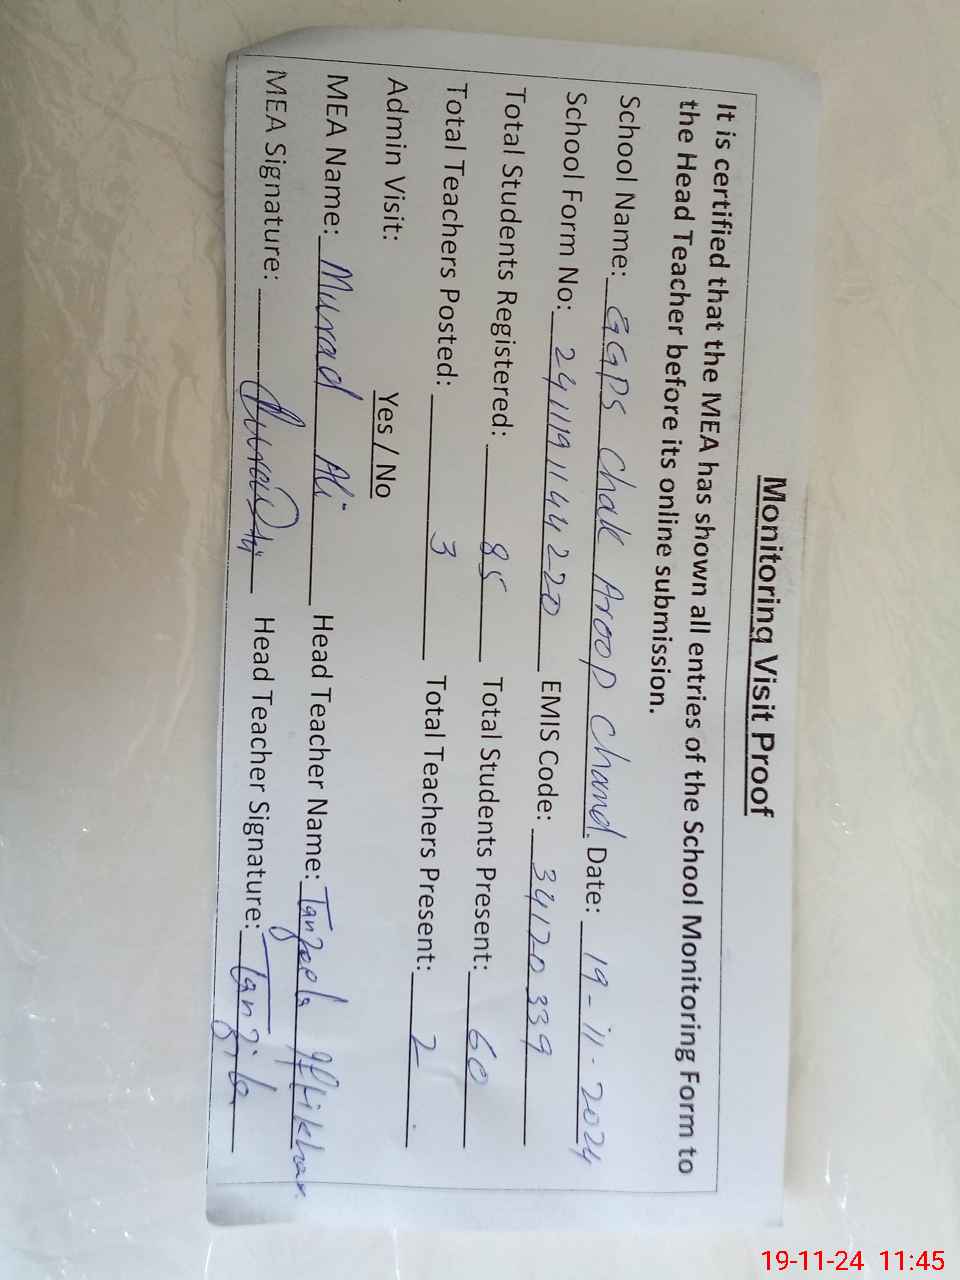 Monitoring Visit Proof
It is certified that the MEA has shown all entries of the School Monitoring Form to
the Head Teacher before its online submission.
School Name: GGPS Chak Aroop Chand. Date: 19-11-2024
School Form No: 2411191144220 EMIS Code: 34120339
Total Students Registered: 85 Total Students Present: 60
Total Teachers Posted: 3 Total Teachers Present: 2
Admin Visit: Yes / No
MEA Name: Murad Ali Head Teacher Name: Tanzeela Iftikhar.
MEA Signature: Head Teacher Signature: Tanzila
19-11-24 11:45